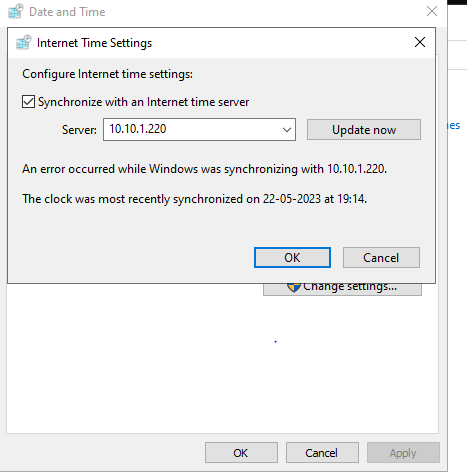 Date and Time
Internet Time Settings
Configure Internet time settings:
Synchronize with an Internet time server
Server: 10.10.1.220 Update now
An error occurred while Windows was synchronizing with 10.10.1.220.
The clock was most recently synchronized on 22-05-2023 at 19:14.
OK Cancel
Change settings...
OK Cancel Apply